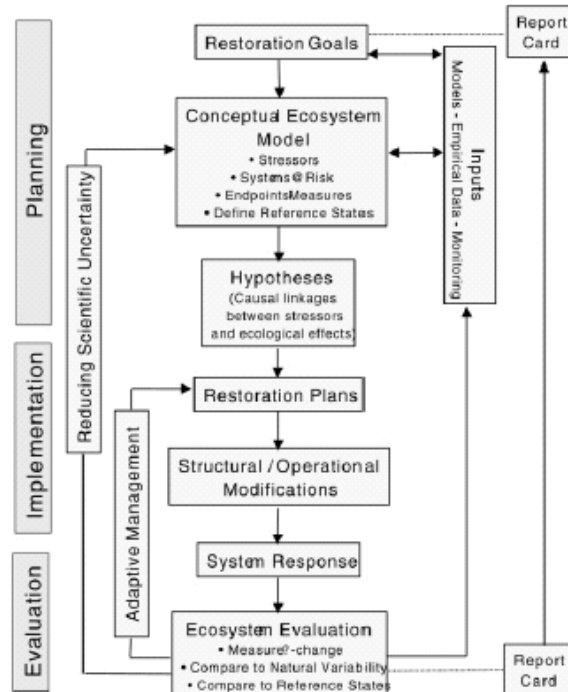 Restoration Goals
Report
Card
Planning
Conceptual Ecosystem
Model
• Stressors
• Systems@Risk
• EndpointsMeasures
• Define Reference States
Inputs
Models - Empirical Data - Monitoring
Reducing Scientific Uncertainty
Hypotheses
(Causal linkages
between stressors
and ecological effects)
Implementation
Restoration Plans
Adaptive Management
Structural / Operational
Modifications
System Response
Evaluation
Ecosystem Evaluation
• Measure?-change
• Compare to Natural Variability
• Compare to Reference States
Report
Card